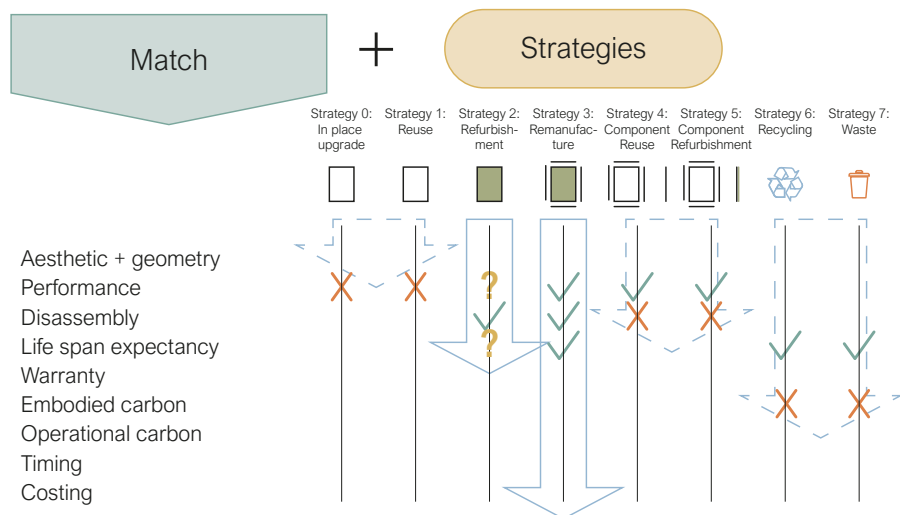 Match
+
Strategies
Strategy 0:
In place
upgrade
Strategy 1:
Reuse
Strategy 2:
Refurbish-
ment
Strategy 3:
Remanufac-
ture
Strategy 4:
Component
Reuse
Strategy 5:
Component
Refurbishment
Strategy 6:
Recycling
Strategy 7:
Waste
Aesthetic + geometry
Performance
?
Disassembly
Life span expectancy
?
Warranty
Embodied carbon
Operational carbon
Timing
Costing